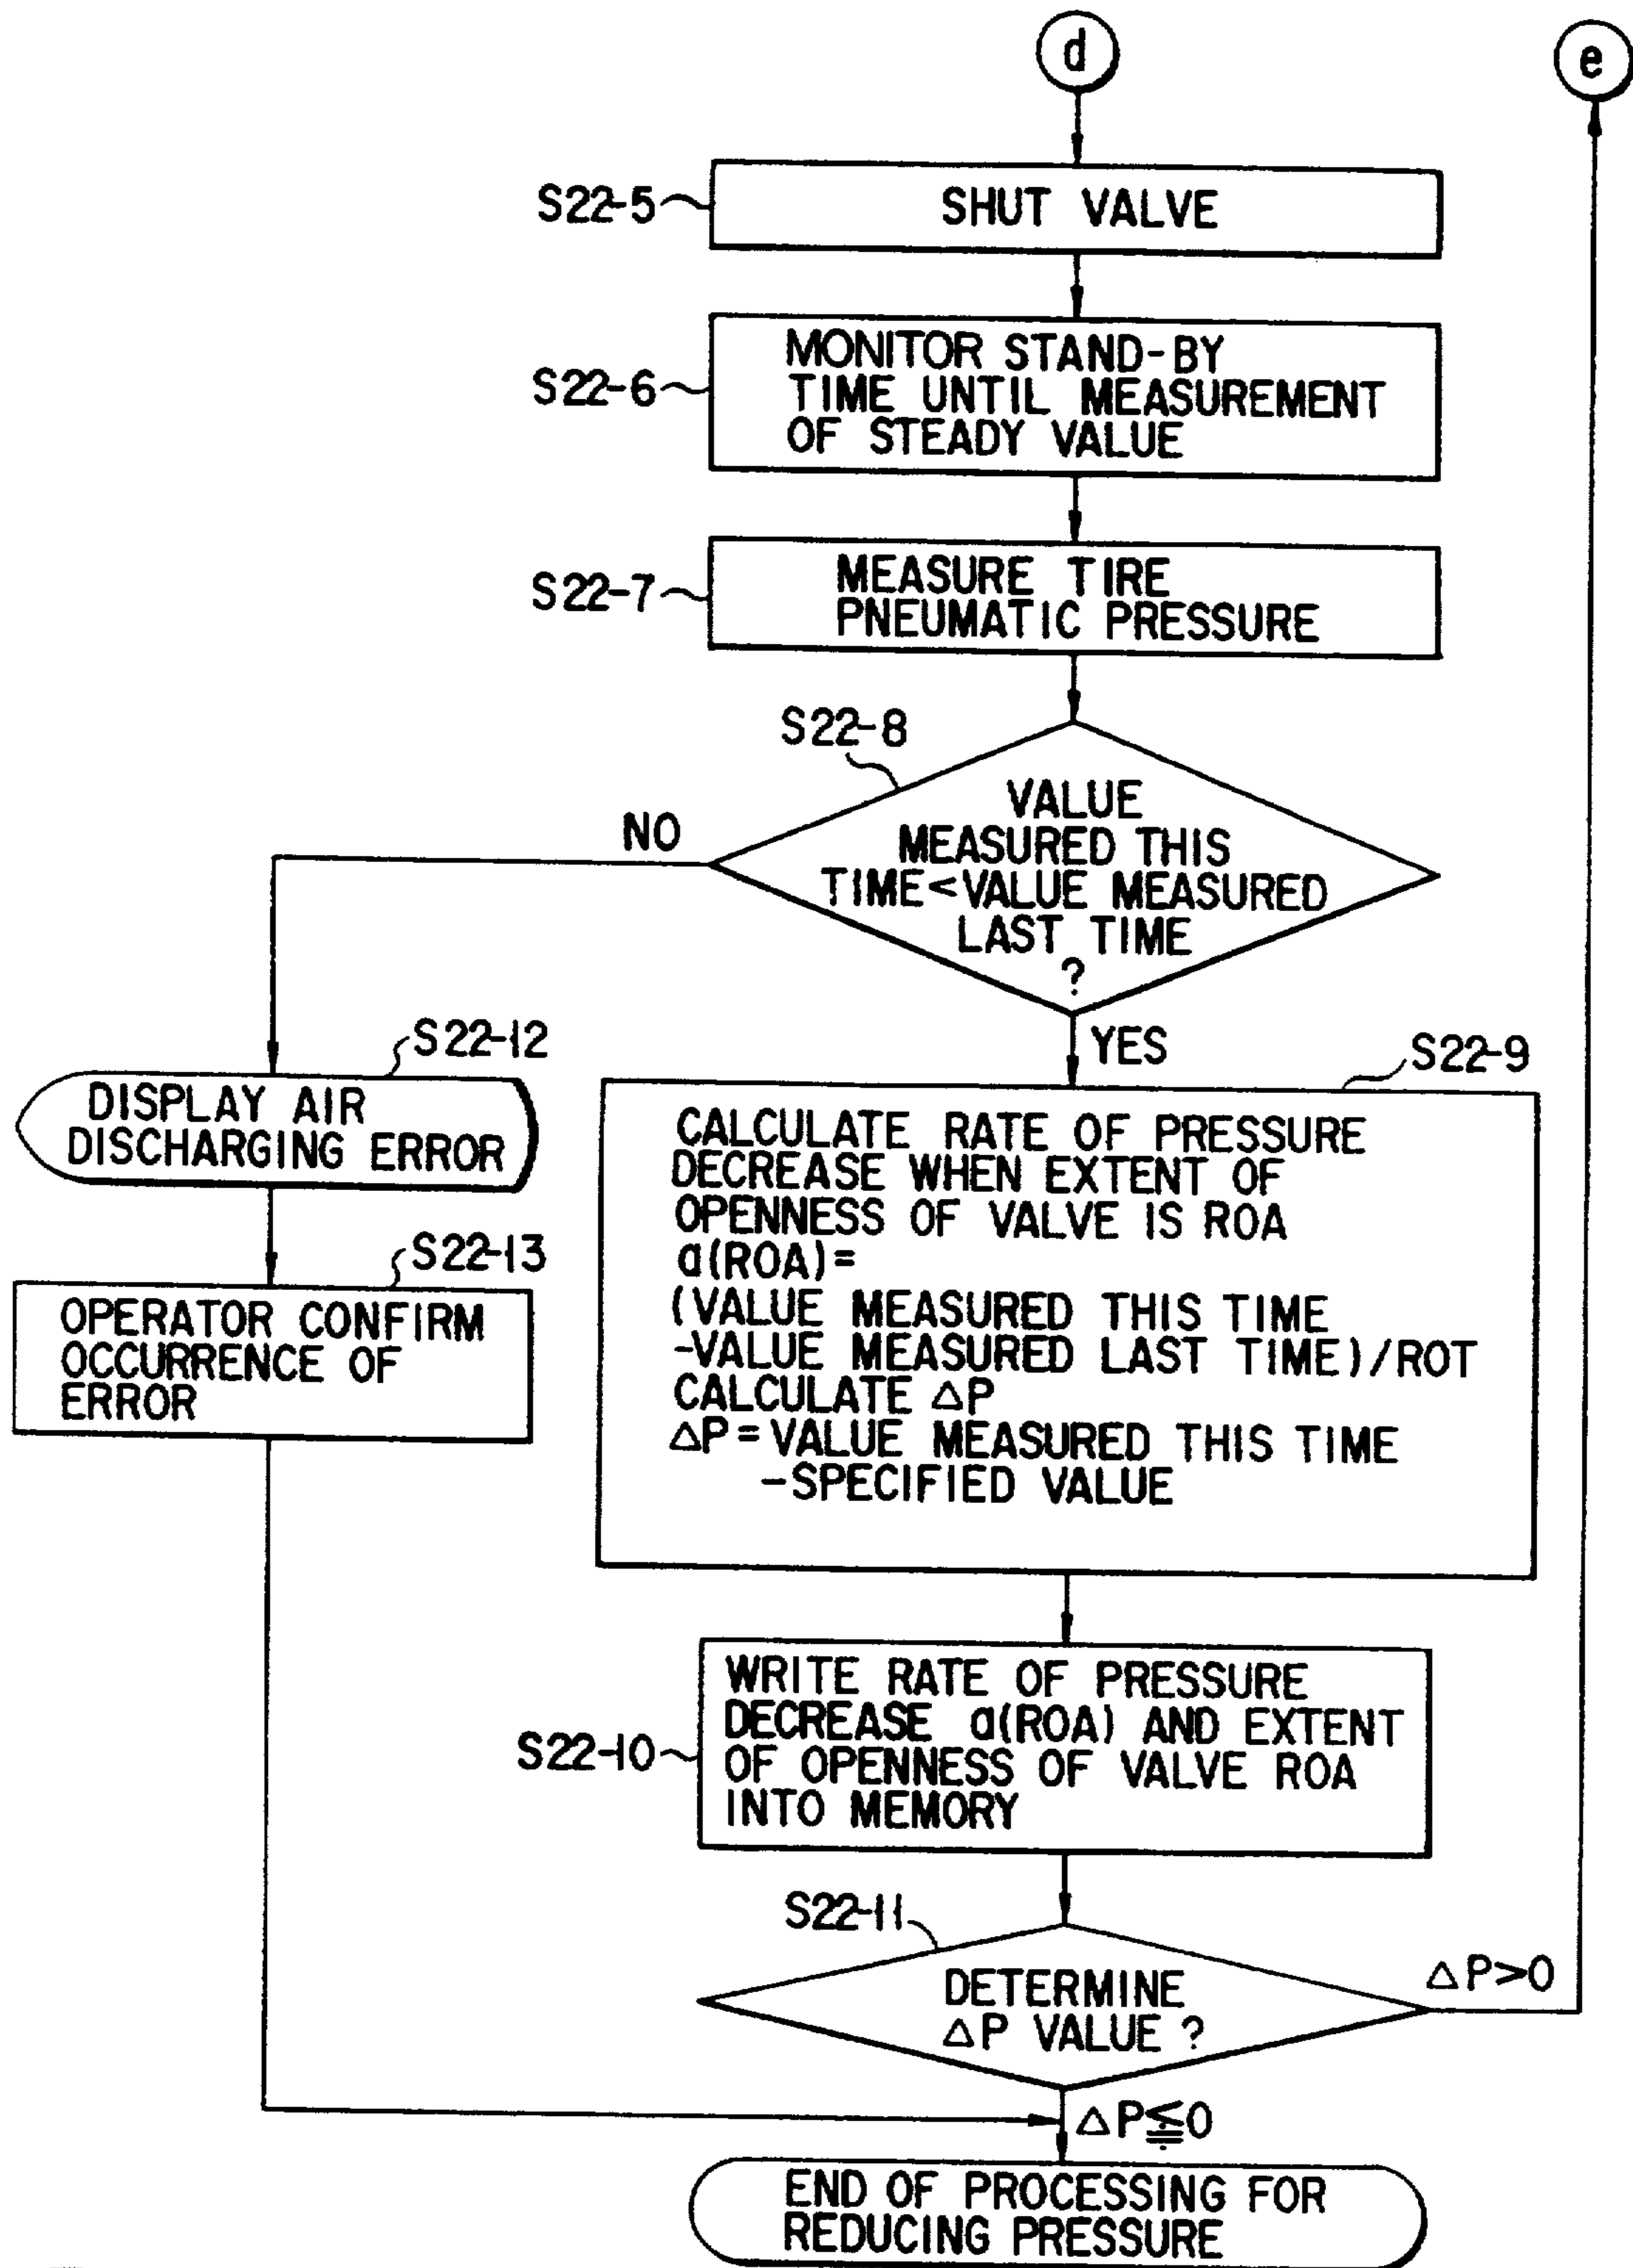 d
e
S22-5
SHUT VALVE
S22-6
MONITOR STAND-BY
TIME UNTIL MEASUREMENT
OF STEADY VALUE
S22-7
MEASURE TIRE
PNEUMATIC PRESSURE
S22-8
VALUE
MEASURED THIS
TIME<VALUE MEASURED
LAST TIME
?
NO
YES
S22-12
DISPLAY AIR
DISCHARGING ERROR
S22-13
OPERATOR CONFIRM
OCCURRENCE OF
ERROR
S22-9
CALCULATE RATE OF PRESSURE
DECREASE WHEN EXTENT OF
OPENNESS OF VALVE IS ROA
a(ROA)=
(VALUE MEASURED THIS TIME
-VALUE MEASURED LAST TIME)/ROT
CALCULATE △P
△P=VALUE MEASURED THIS TIME
-SPECIFIED VALUE
S22-10
WRITE RATE OF PRESSURE
DECREASE a(ROA) AND EXTENT
OF OPENNESS OF VALVE ROA
INTO MEMORY
S22-11
DETERMINE
△P VALUE ?
△P>0
△P≦0
END OF PROCESSING FOR
REDUCING PRESSURE